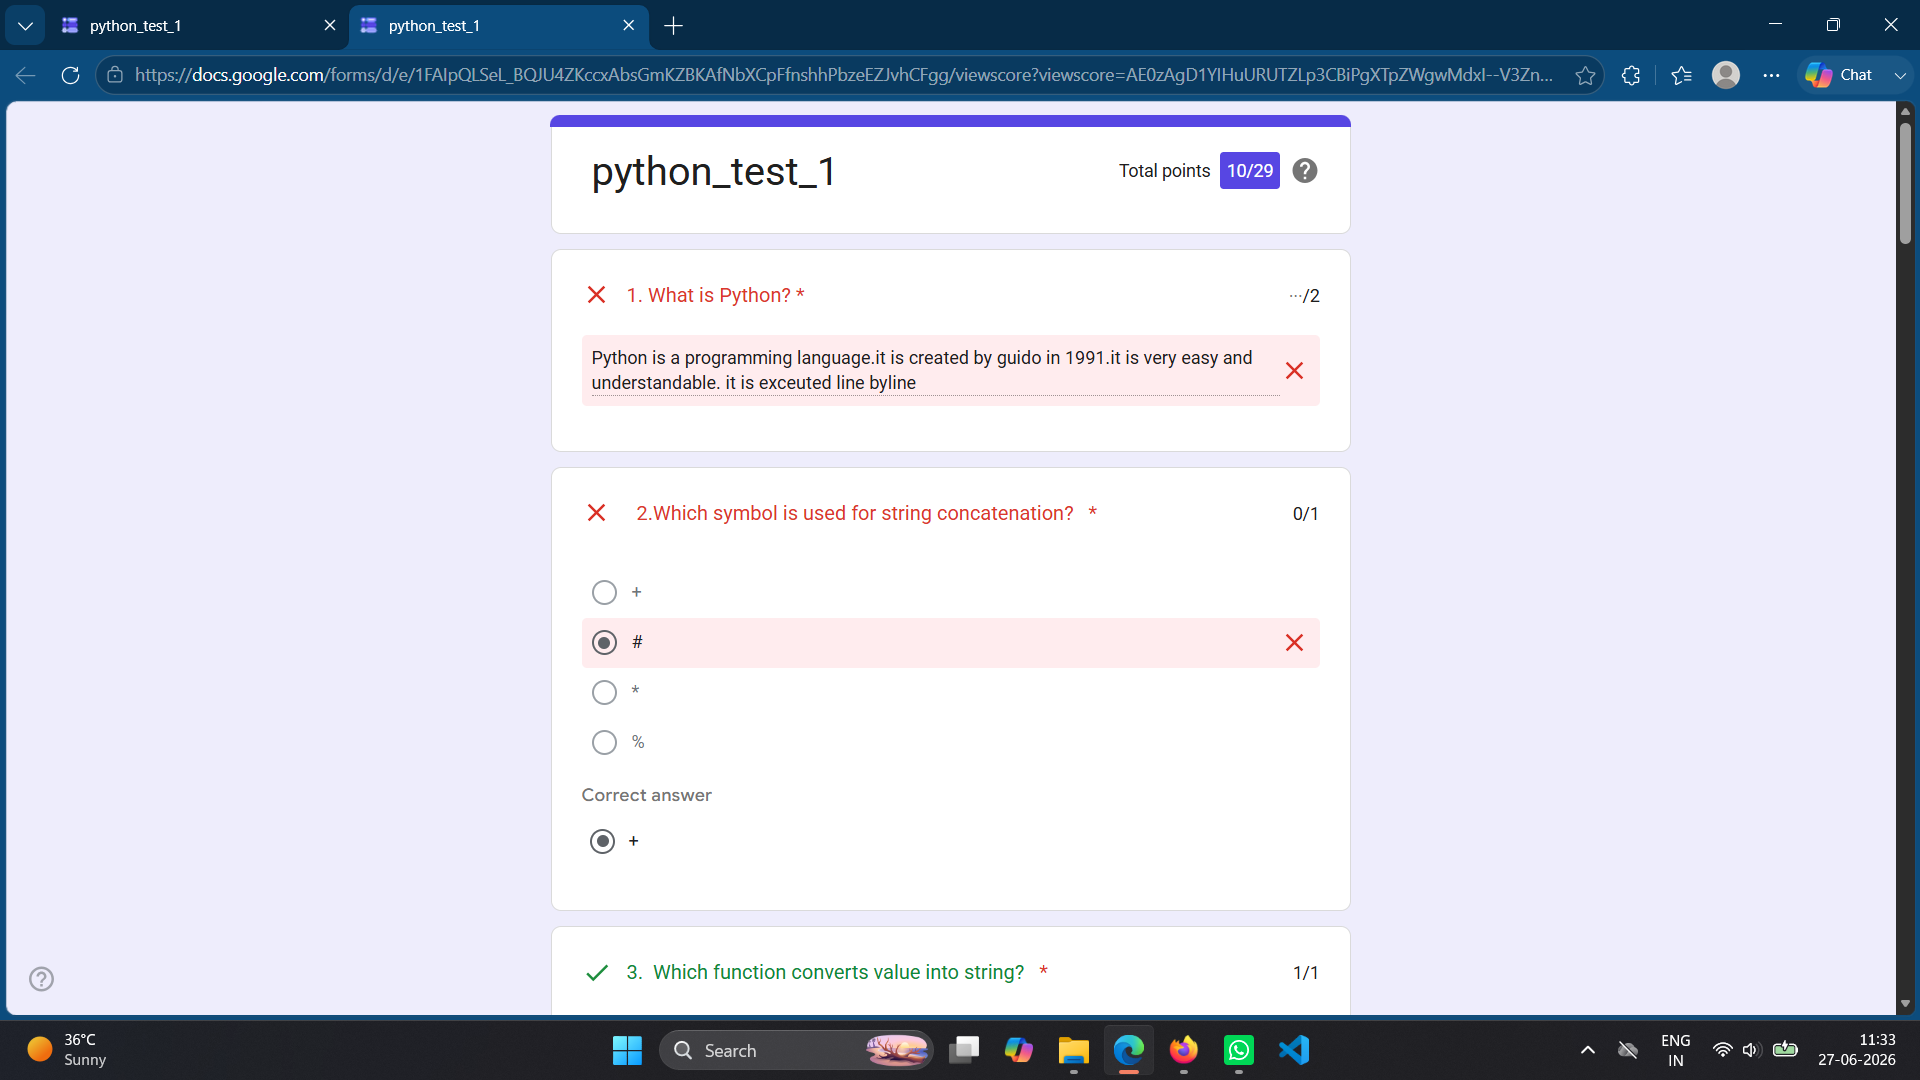 python_test_1
python_test_1
https://docs.google.com/forms/d/e/1FAIpQLSeL_BQJU4ZKccxAbsGmKZBKAfNbXCpFfnshhPbzeEZJvhCFgg/viewscore?viewscore=AE0zAgD1YIHuURUTZLp3CBiPgXTpZWgwMdxI--V3Zn...
Chat
python_test_1
Total points 10/29
1. What is Python? *
···/2
Python is a programming language.it is created by guido in 1991.it is very easy and
understandable. it is exceuted line byline
2.Which symbol is used for string concatenation? *
0/1
+
#
*
%
Correct answer
+
3. Which function converts value into string? *
1/1
36°C
Sunny
Search
ENG
IN
11:33
27-06-2026